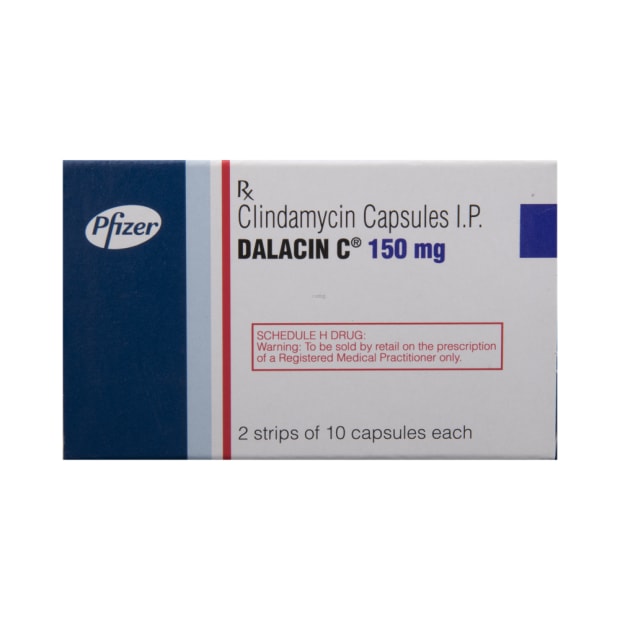 Pfizer
Rx
Clindamycin Capsules I.P.
DALACIN C® 150 mg
SCHEDULE H DRUG:
Warning: To be sold by retail on the prescription
of a Registered Medical Practitioner only.
2 strips of 10 capsules each